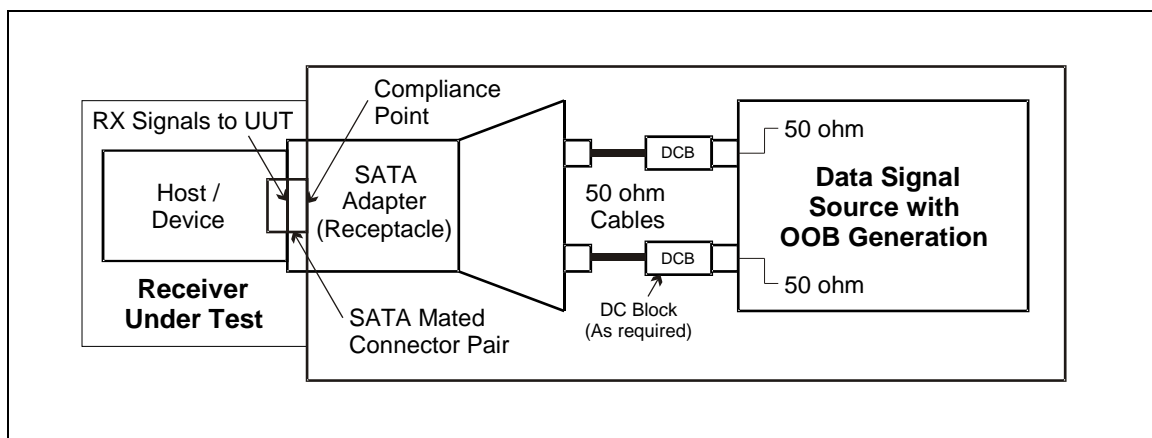 Compliance
Point
RX Signals to UUT
Host /
Device
SATA
Adapter
(Receptacle)
Receiver
Under Test
SATA Mated
Connector Pair
DCB
50 ohm
Cables
DCB
DC Block
(As required)
50 ohm
Data Signal
Source with
OOB Generation
50 ohm